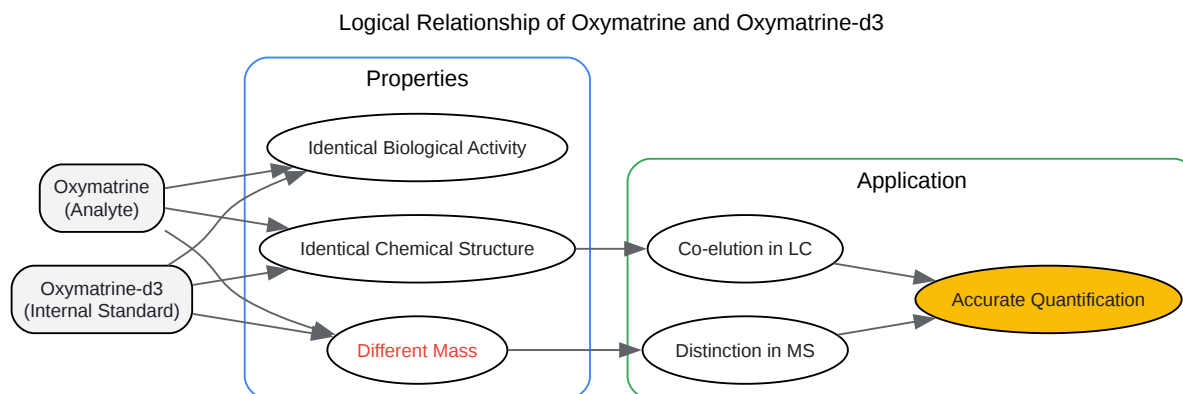 Logical Relationship of Oxymatrine and Oxymatrine-d3
Properties
Identical Biological Activity
Oxymatrine
(Analyte)
Application
Identical Chemical Structure
Co-elution in LC
Oxymatrine-d3
(Internal Standard)
Accurate Quantification
Different Mass
Distinction in MS